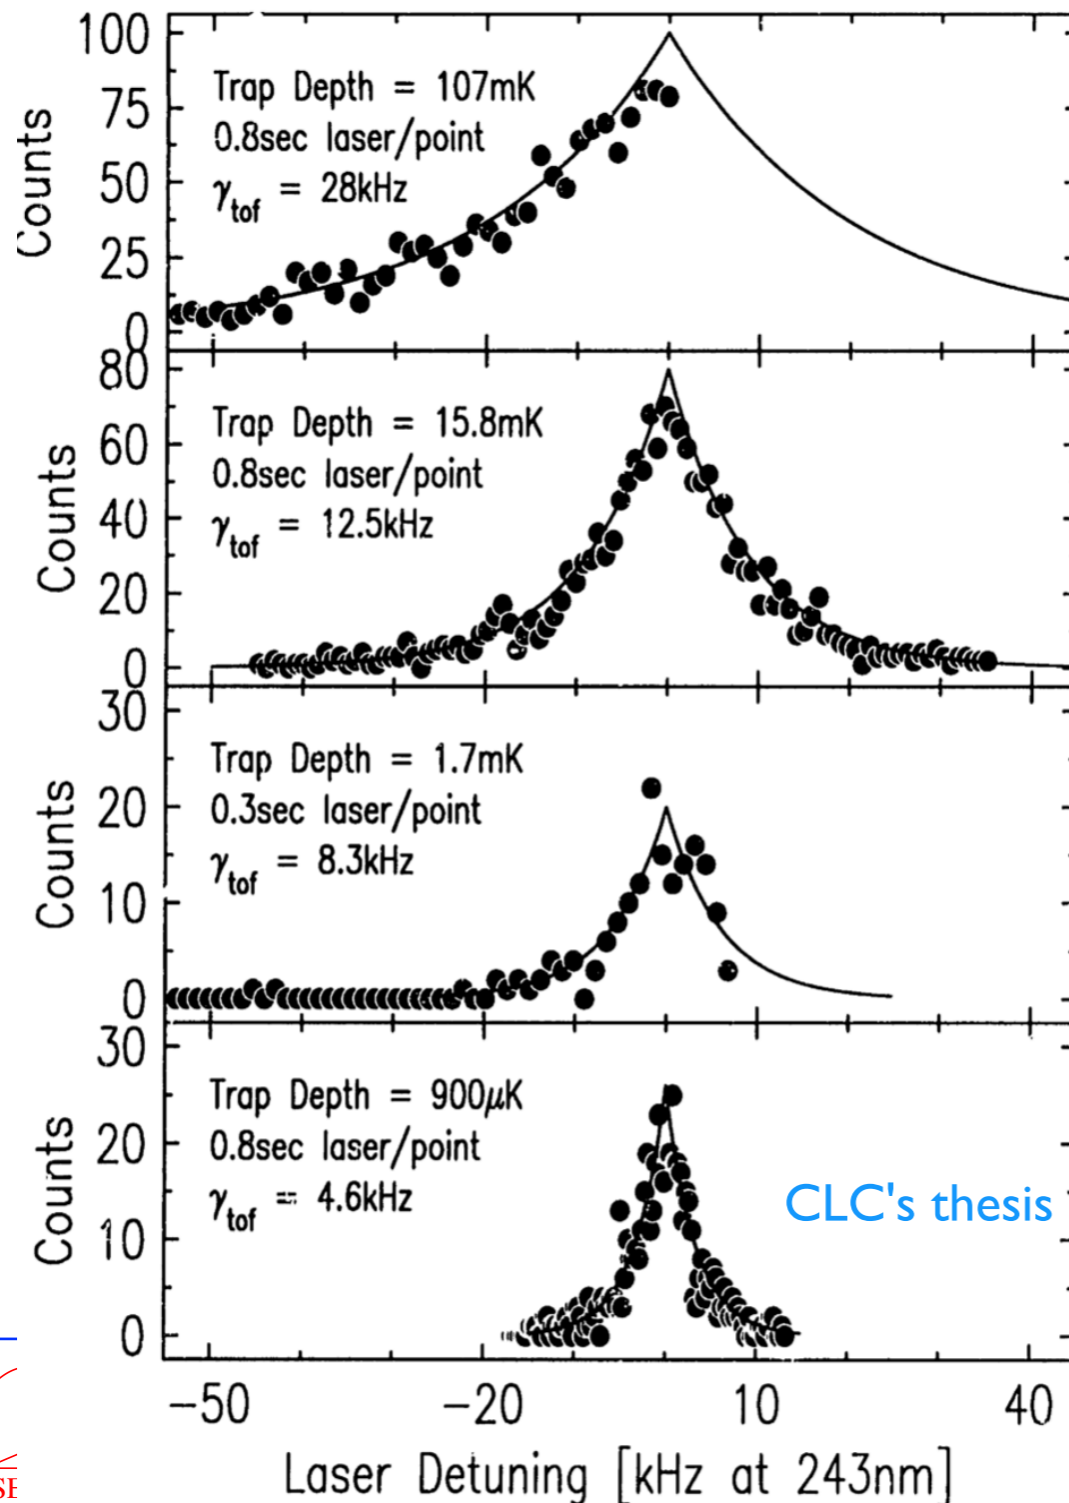 100
75
50
25
0
Counts
Trap Depth = 107mK
0.8sec laser/point
γtof = 28kHz
80
60
40
20
0
Counts
Trap Depth = 15.8mK
0.8sec laser/point
γtof = 12.5kHz
30
20
10
0
Counts
Trap Depth = 1.7mK
0.3sec laser/point
γtof = 8.3kHz
30
20
10
0
Counts
Trap Depth = 900μK
0.8sec laser/point
γtof = 4.6kHz
CLC's thesis
-50 -20 10 40
Laser Detuning [kHz at 243nm]